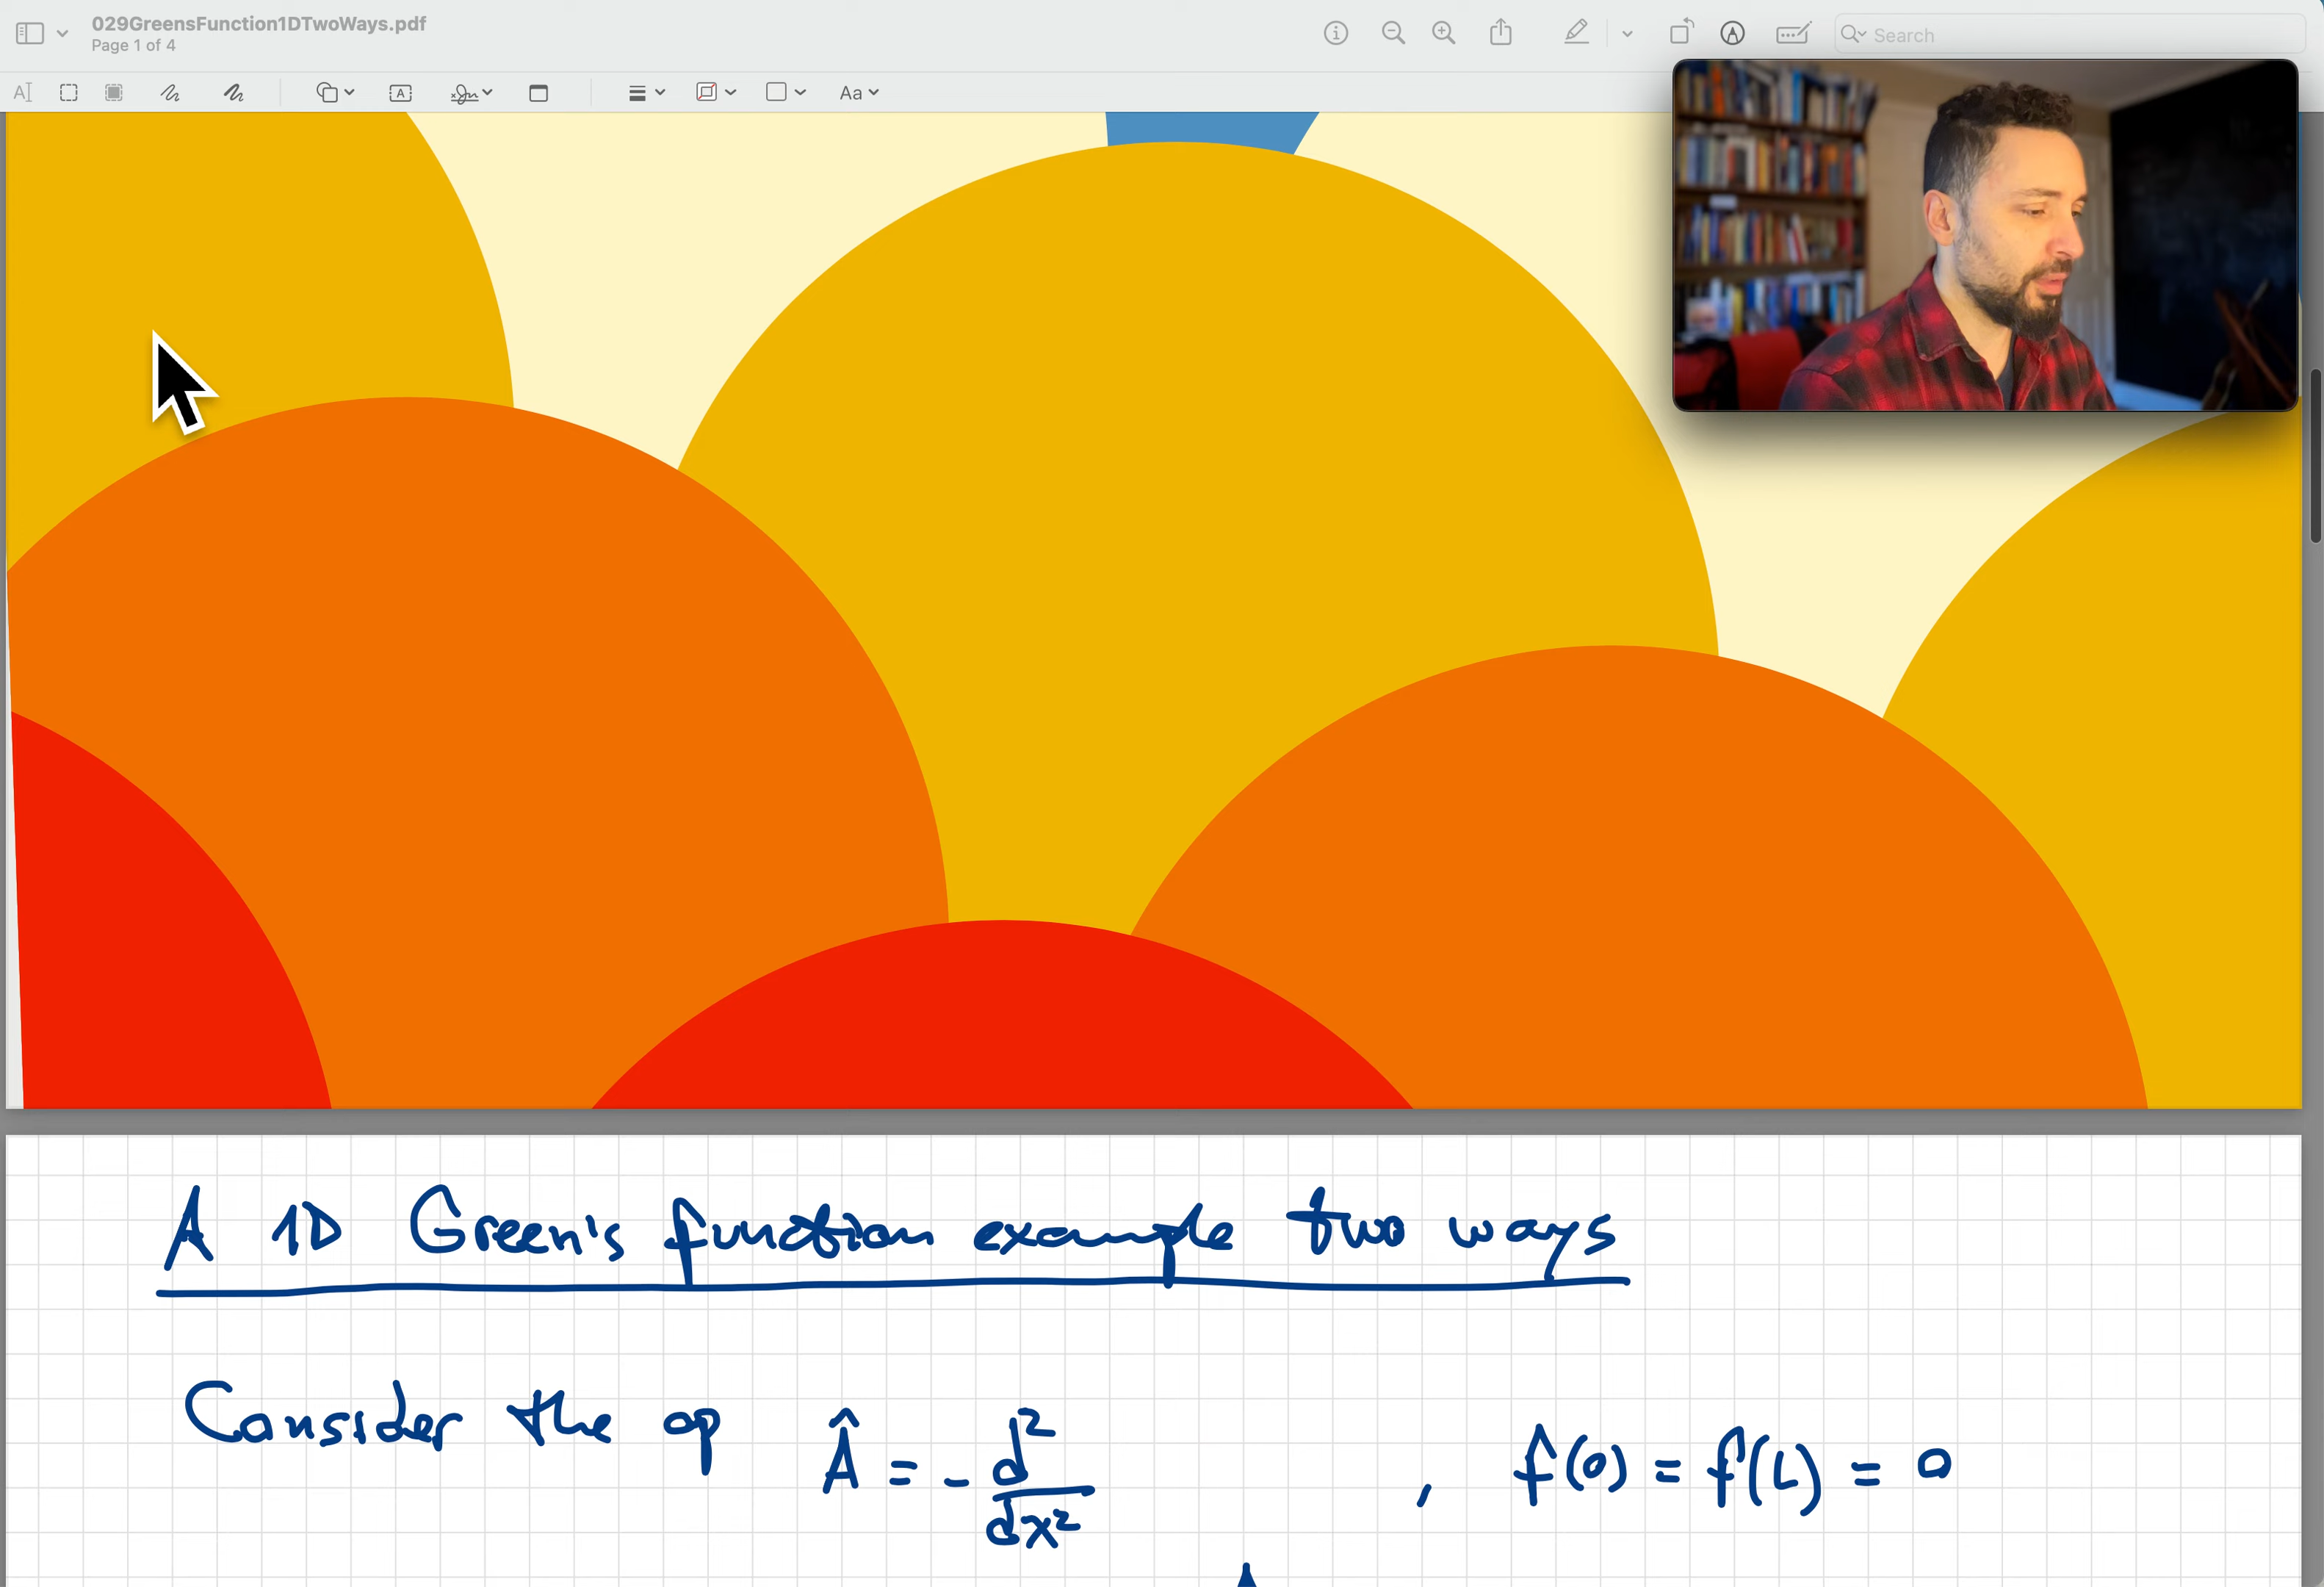 029GreensFunction1DTwoWays.pdf
Page 1 of 4
Search
Aa
A 1D Green's function example two ways
Consider the op Â = - d²/dx² , f(0) = f(L) = 0